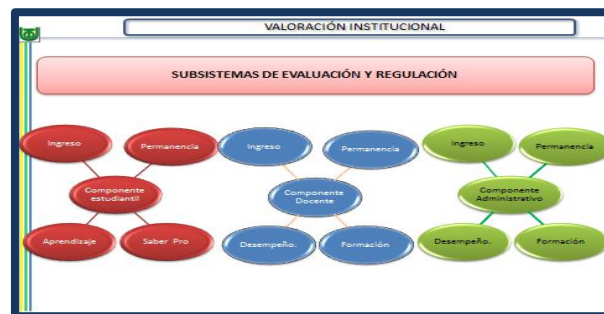 VALORACIÓN INSTITUCIONAL
SUBSISTEMAS DE EVALUACIÓN Y REGULACIÓN
Ingreso
Permanencia
Componente
estudiantil
Aprendizaje
Saber Pro
Ingreso
Permanencia
Componente
Docente
Desempeño.
Formación
Ingreso
Permanencia
Componente
Administrativo
Desempeño.
Formación